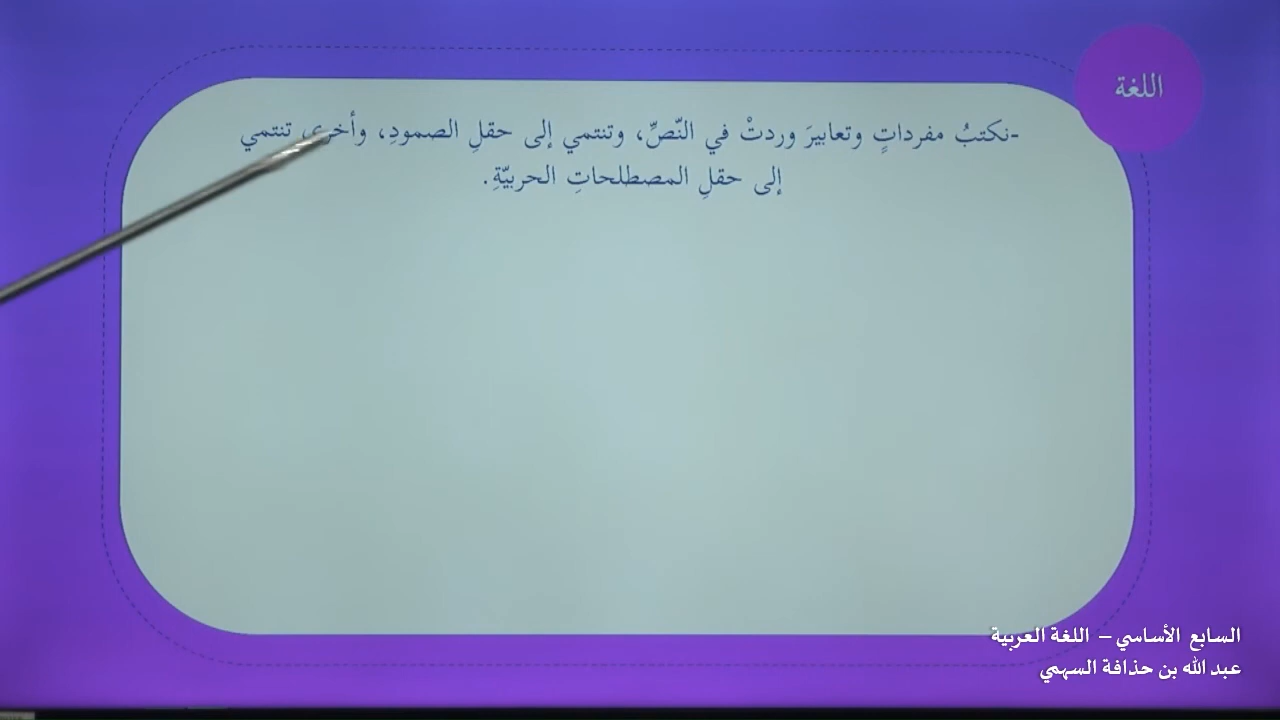 اللغة
-نكتبُ مفرداتٍ وتعابيرَ وردتْ في النّصِّ، وتنتمي إلى حقلِ الصمودِ، وأخرى تنتمي
إلى حقلِ المصطلحاتِ الحربيّةِ.
السابع الأساسي – اللغة العربية
عبد الله بن حذافة السهمي